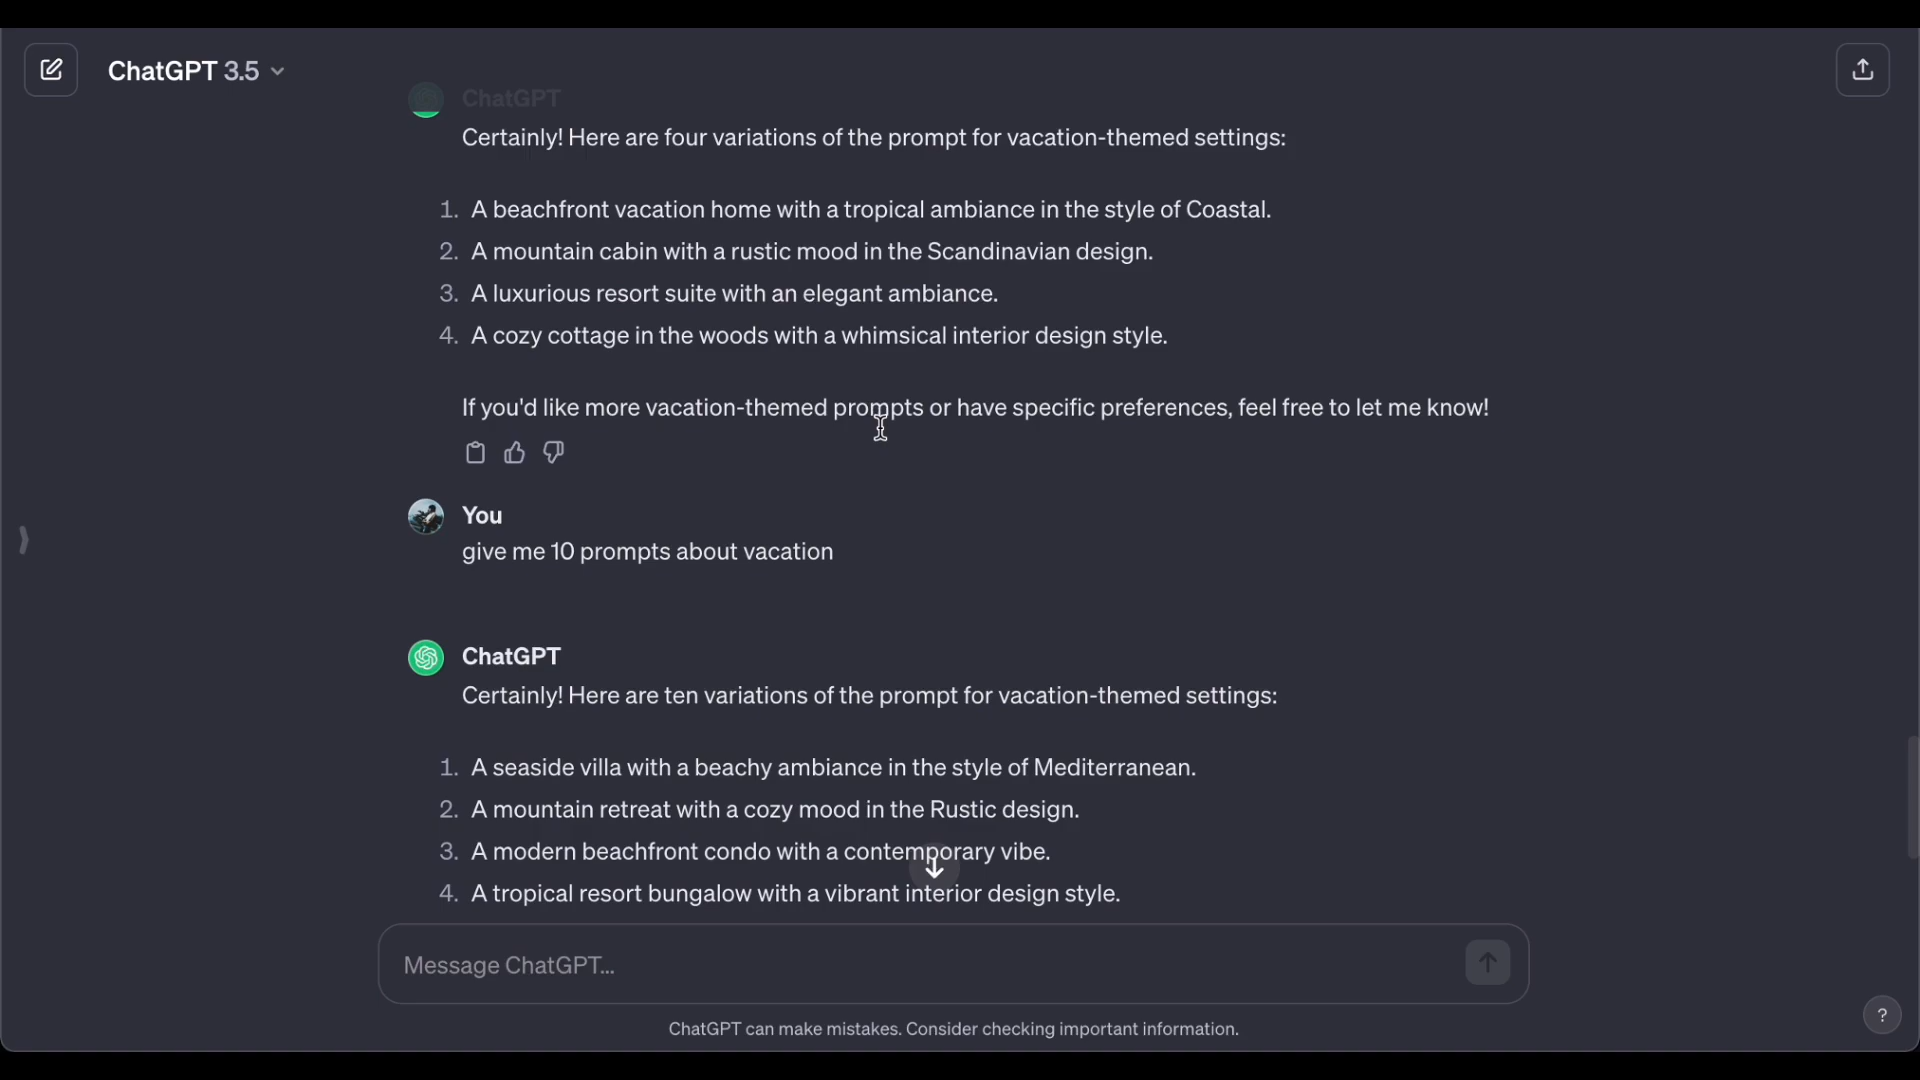 ChatGPT 3.5
ChatGPT
Certainly! Here are four variations of the prompt for vacation-themed settings:
1. A beachfront vacation home with a tropical ambiance in the style of Coastal.
2. A mountain cabin with a rustic mood in the Scandinavian design.
3. A luxurious resort suite with an elegant ambiance.
4. A cozy cottage in the woods with a whimsical interior design style.
If you'd like more vacation-themed prompts or have specific preferences, feel free to let me know!
You
give me 10 prompts about vacation
ChatGPT
Certainly! Here are ten variations of the prompt for vacation-themed settings:
1. A seaside villa with a beachy ambiance in the style of Mediterranean.
2. A mountain retreat with a cozy mood in the Rustic design.
3. A modern beachfront condo with a contemporary vibe.
4. A tropical resort bungalow with a vibrant interior design style.
Message ChatGPT...
ChatGPT can make mistakes. Consider checking important information.
?